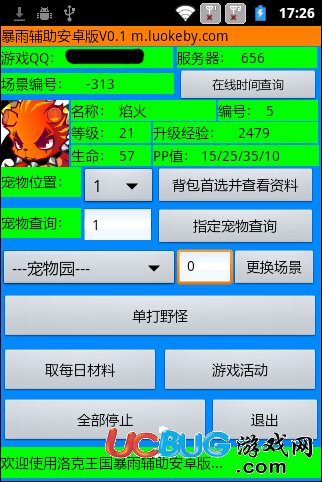 17:26
暴雨辅助安卓版V0.1 m.luokeby.com
游戏QQ： 服务器： 656
场景编号： -313 在线时间查询
名称： 焰火 编号： 5
等级： 21 升级经验： 2479
生命： 57 PP值： 15/25/35/10
宠物位置： 1 背包首选并查看资料
宠物查询： 1 指定宠物查询
---宠物园--- 0 更换场景
单打野怪
取每日材料 游戏活动
全部停止 退出
UCBUG游戏网
.com
欢迎使用洛克王国暴雨辅助安卓版...